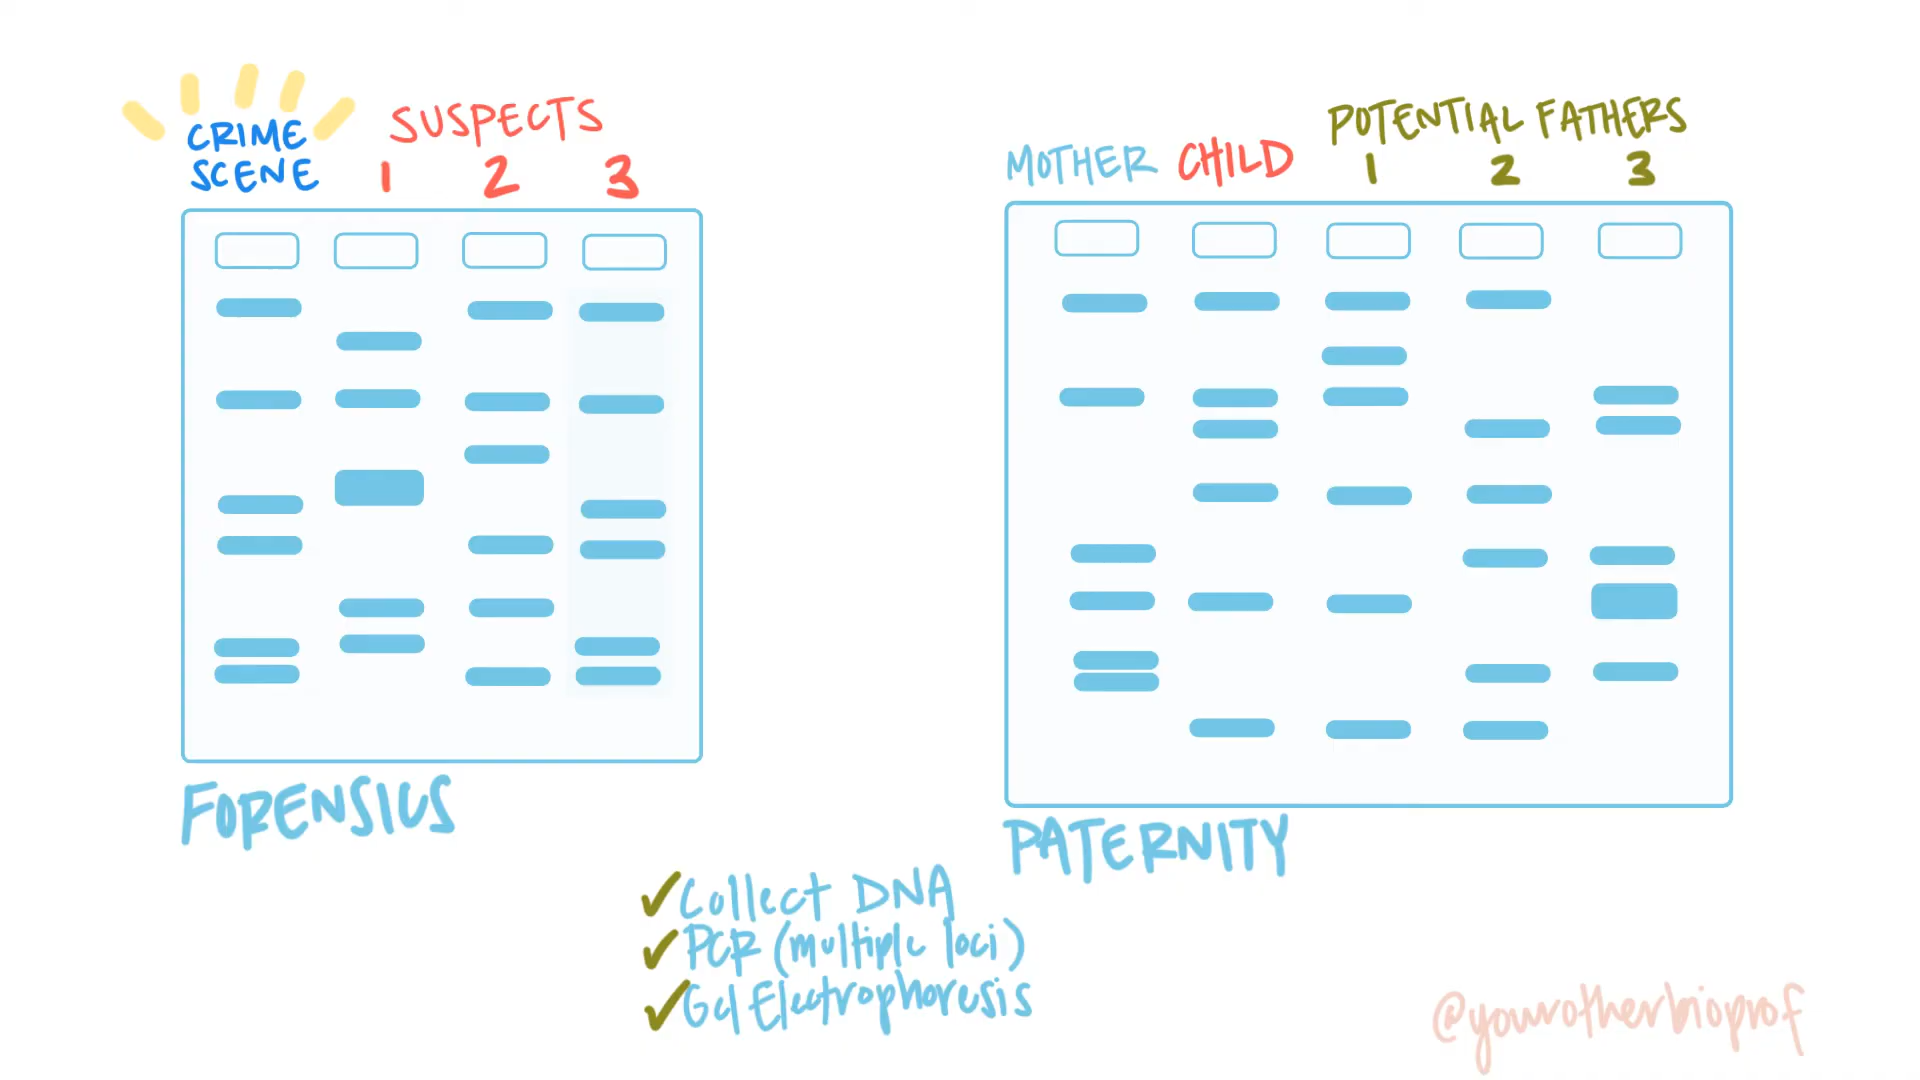 CRIME
SCENE
SUSPECTS
1 2 3
FORENSICS
MOTHER CHILD
POTENTIAL FATHERS
1 2 3
PATERNITY
✓ Collect DNA
✓ PCR (multiple loci)
✓ Gel Electrophoresis
@yourotherbioprof